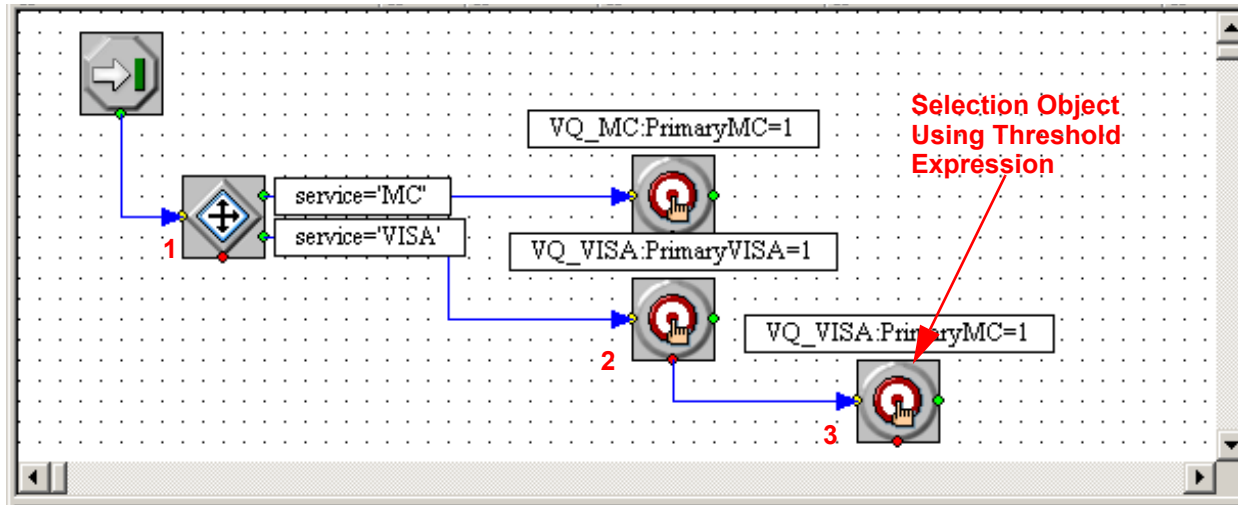 VQ_MC:PrimaryMC=1
Selection Object
Using Threshold
Expression
service='MC'
1
service='VISA'
VQ_VISA:PrimaryVISA=1
2
VQ_VISA:PrimaryMC=1
3